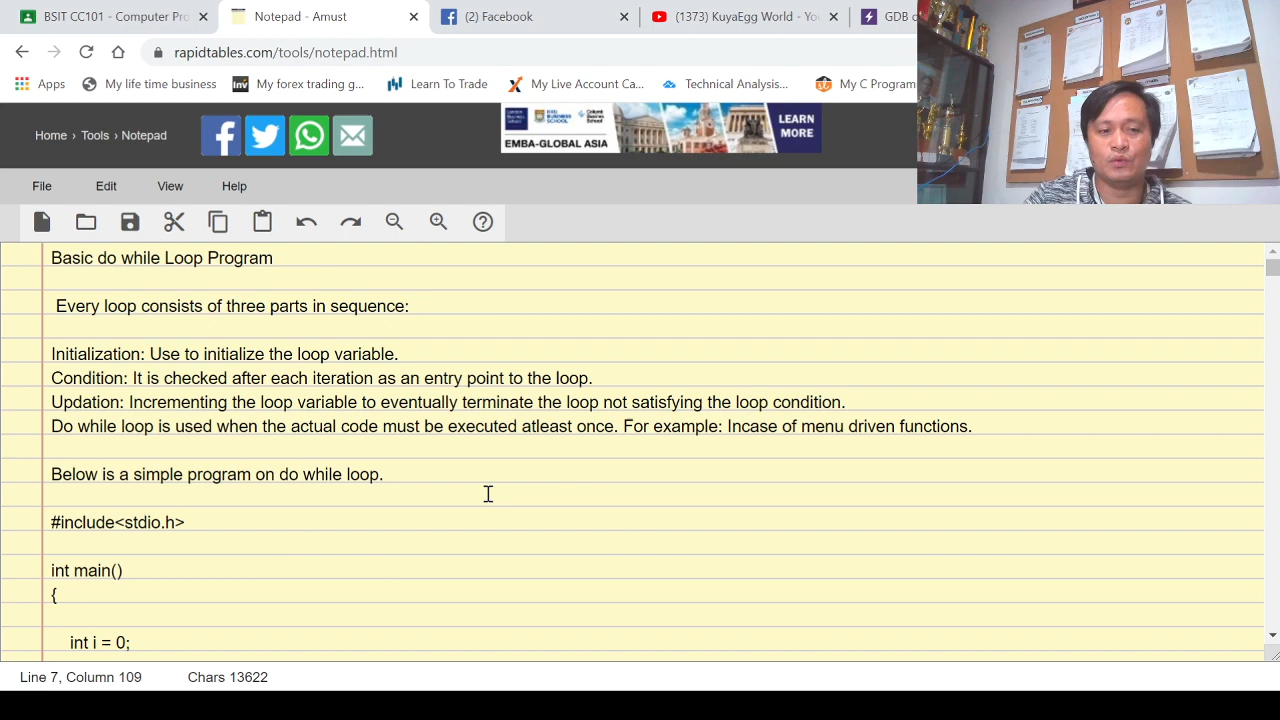 BSIT CC101 - Computer Pro
Notepad - Amust
(2) Facebook
(1373) KuyaEgg World - Yo
GDB o
rapidtables.com/tools/notepad.html
Apps
My life time business
My forex trading g...
Learn To Trade
My Live Account Ca...
Technical Analysis...
My C Program
Home › Tools › Notepad
EMBA-GLOBAL ASIA
LEARN
MORE
File
Edit
View
Help
Basic do while Loop Program
Every loop consists of three parts in sequence:
Initialization: Use to initialize the loop variable.
Condition: It is checked after each iteration as an entry point to the loop.
Updation: Incrementing the loop variable to eventually terminate the loop not satisfying the loop condition.
Do while loop is used when the actual code must be executed atleast once. For example: Incase of menu driven functions.
Below is a simple program on do while loop.
#include<stdio.h>
int main()
{
int i = 0;
Line 7, Column 109
Chars 13622